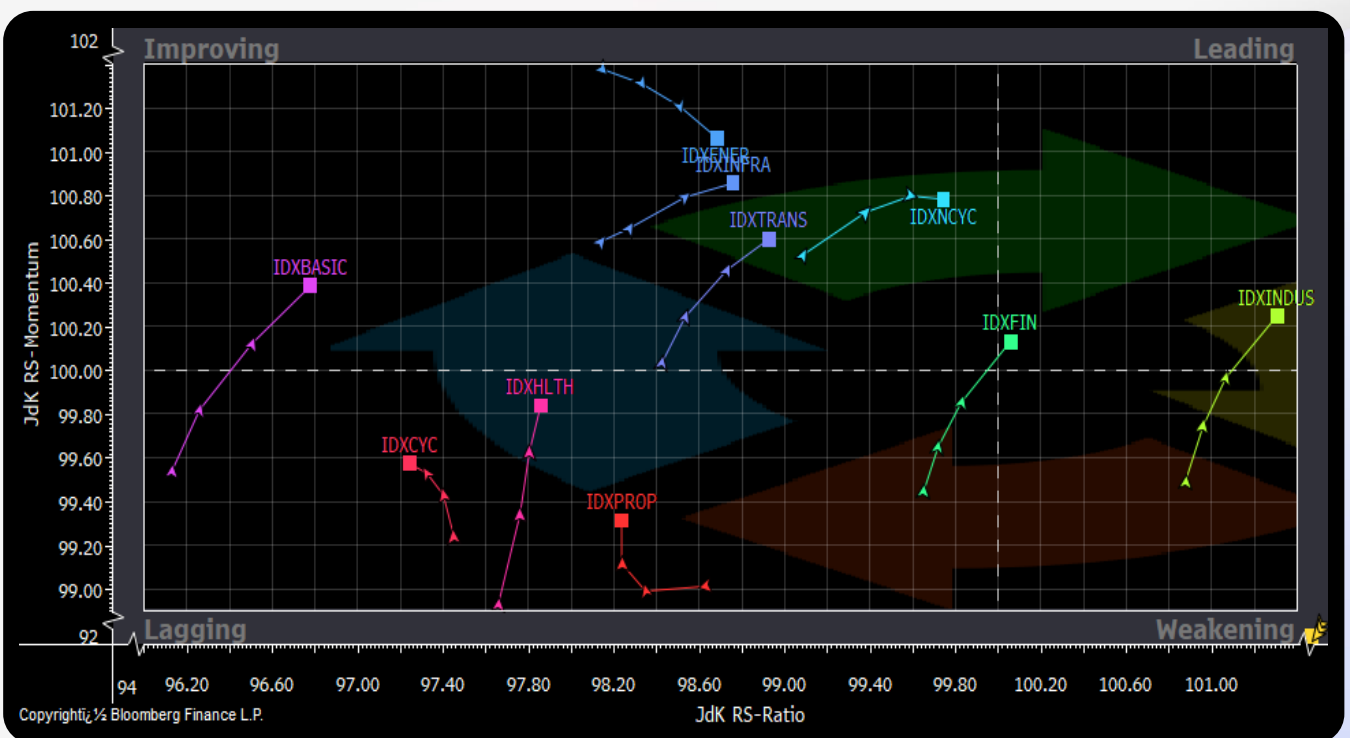 102
Improving
Leading
101.20
101.00
IDXENER
IDXINFRA
100.80
IDXNCYC
IDXTRANS
100.60
IDXBASIC
100.40
IDXINDUS
100.20
IDXFIN
100.00
IDXHLTH
99.80
99.60
IDXCYC
99.40
IDXPROP
99.20
99.00
JdK RS-Momentum
92
Lagging
Weakening
94
96.20
96.60
97.00
97.40
97.80
98.20
98.60
99.00
99.40
99.80
100.20
100.60
101.00
Copyrightï¿½ Bloomberg Finance L.P.
JdK RS-Ratio